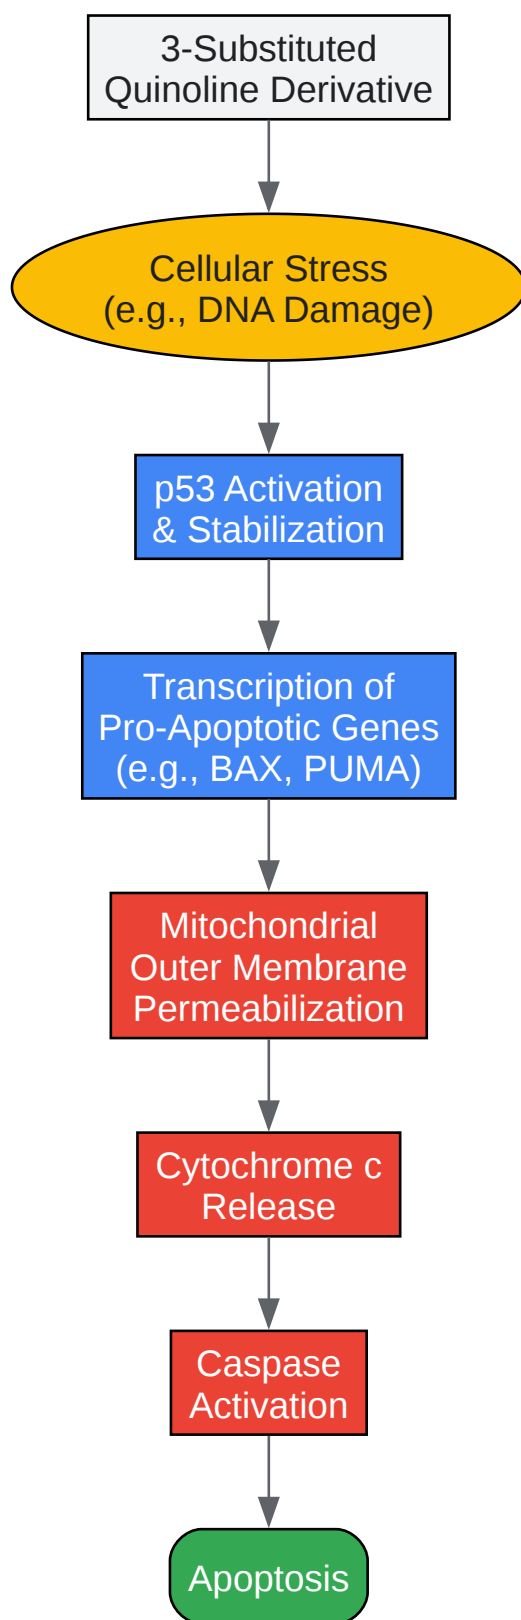 3-Substituted
Quinoline Derivative
Cellular Stress
(e.g., DNA Damage)
p53 Activation
& Stabilization
Transcription of
Pro-Apoptotic Genes
(e.g., BAX, PUMA)
Mitochondrial
Outer Membrane
Permeabilization
Cytochrome c
Release
Caspase
Activation
Apoptosis